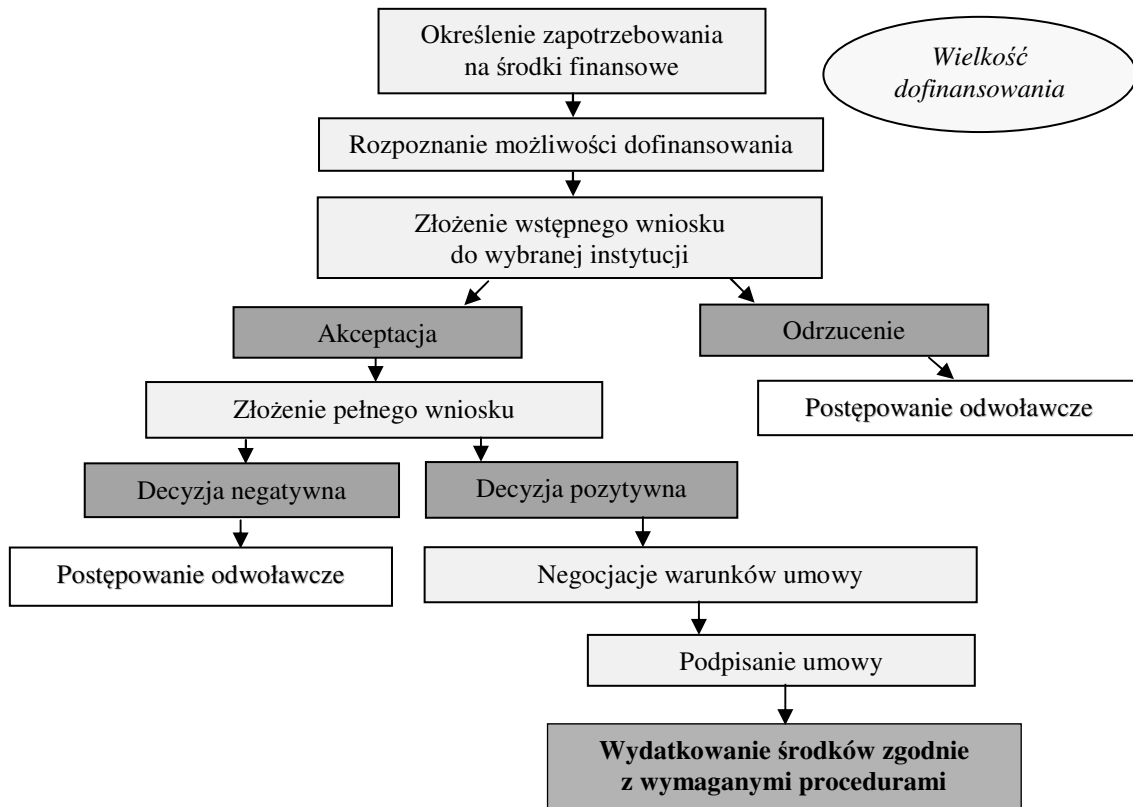 Określenie zapotrzebowania
na środki finansowe
Wielkość
dofinansowania
Rozpoznanie możliwości dofinansowania
Złożenie wstępnego wniosku
do wybranej instytucji
Akceptacja
Odrzucenie
Złożenie pełnego wniosku
Postępowanie odwoławcze
Decyzja negatywna
Decyzja pozytywna
Postępowanie odwoławcze
Negocjacje warunków umowy
Podpisanie umowy
Wydatkowanie środków zgodnie
z wymaganymi procedurami